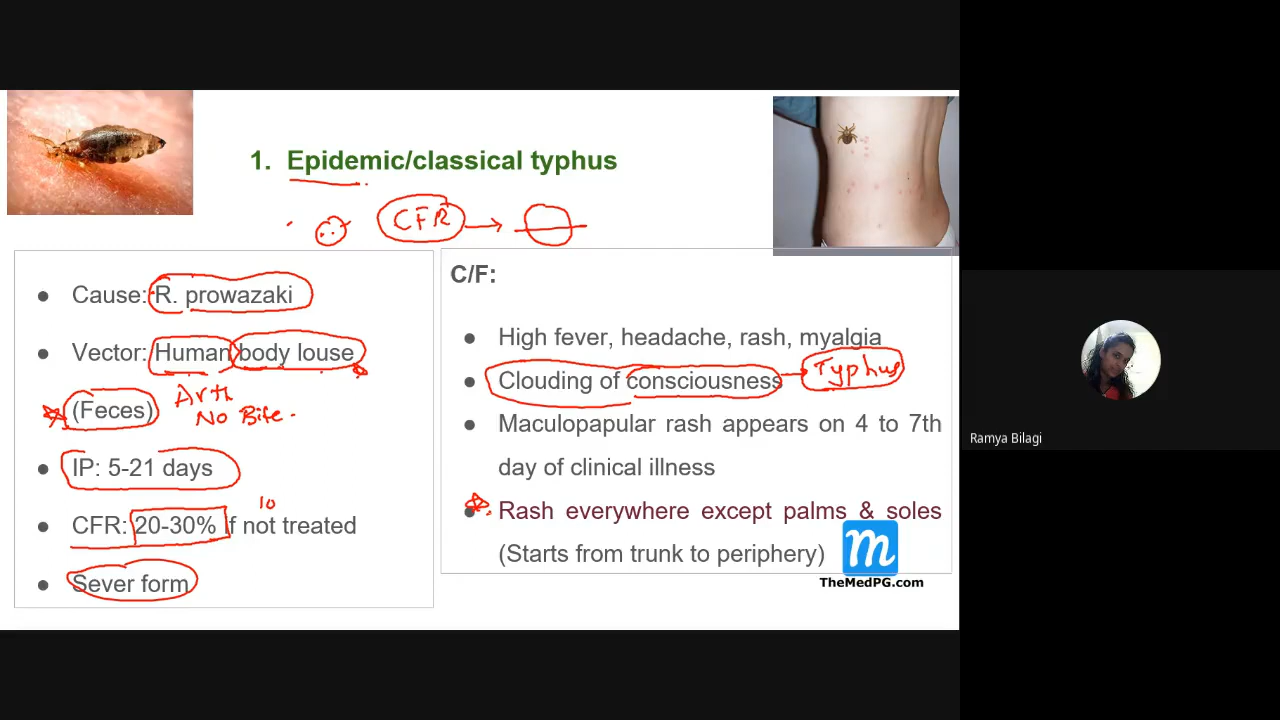 1. Epidemic/classical typhus
CFR
Cause: R. prowazaki
Vector: Human body louse
(Feces)
Arth
No Bite.
IP: 5-21 days
10
CFR: 20-30% if not treated
Sever form
C/F:
High fever, headache, rash, myalgia
Clouding of consciousness → Typhus
Maculopapular rash appears on 4 to 7th
day of clinical illness
Rash everywhere except palms & soles
(Starts from trunk to periphery)
m
TheMedPG.com
Ramya Bilagi